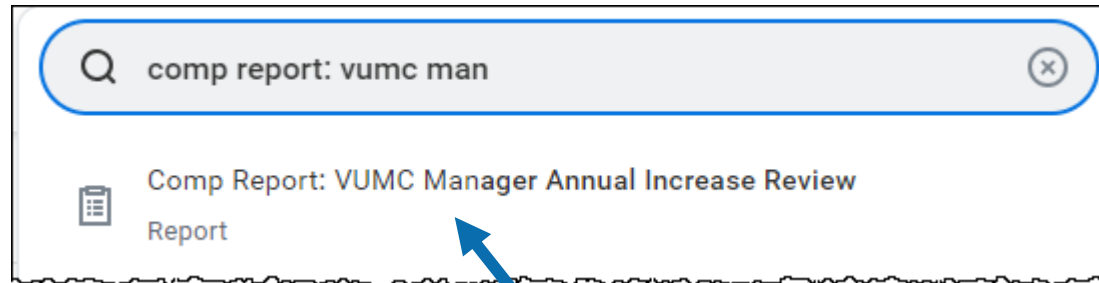 comp report: vumc man
Comp Report: VUMC Manager Annual Increase Review
Report